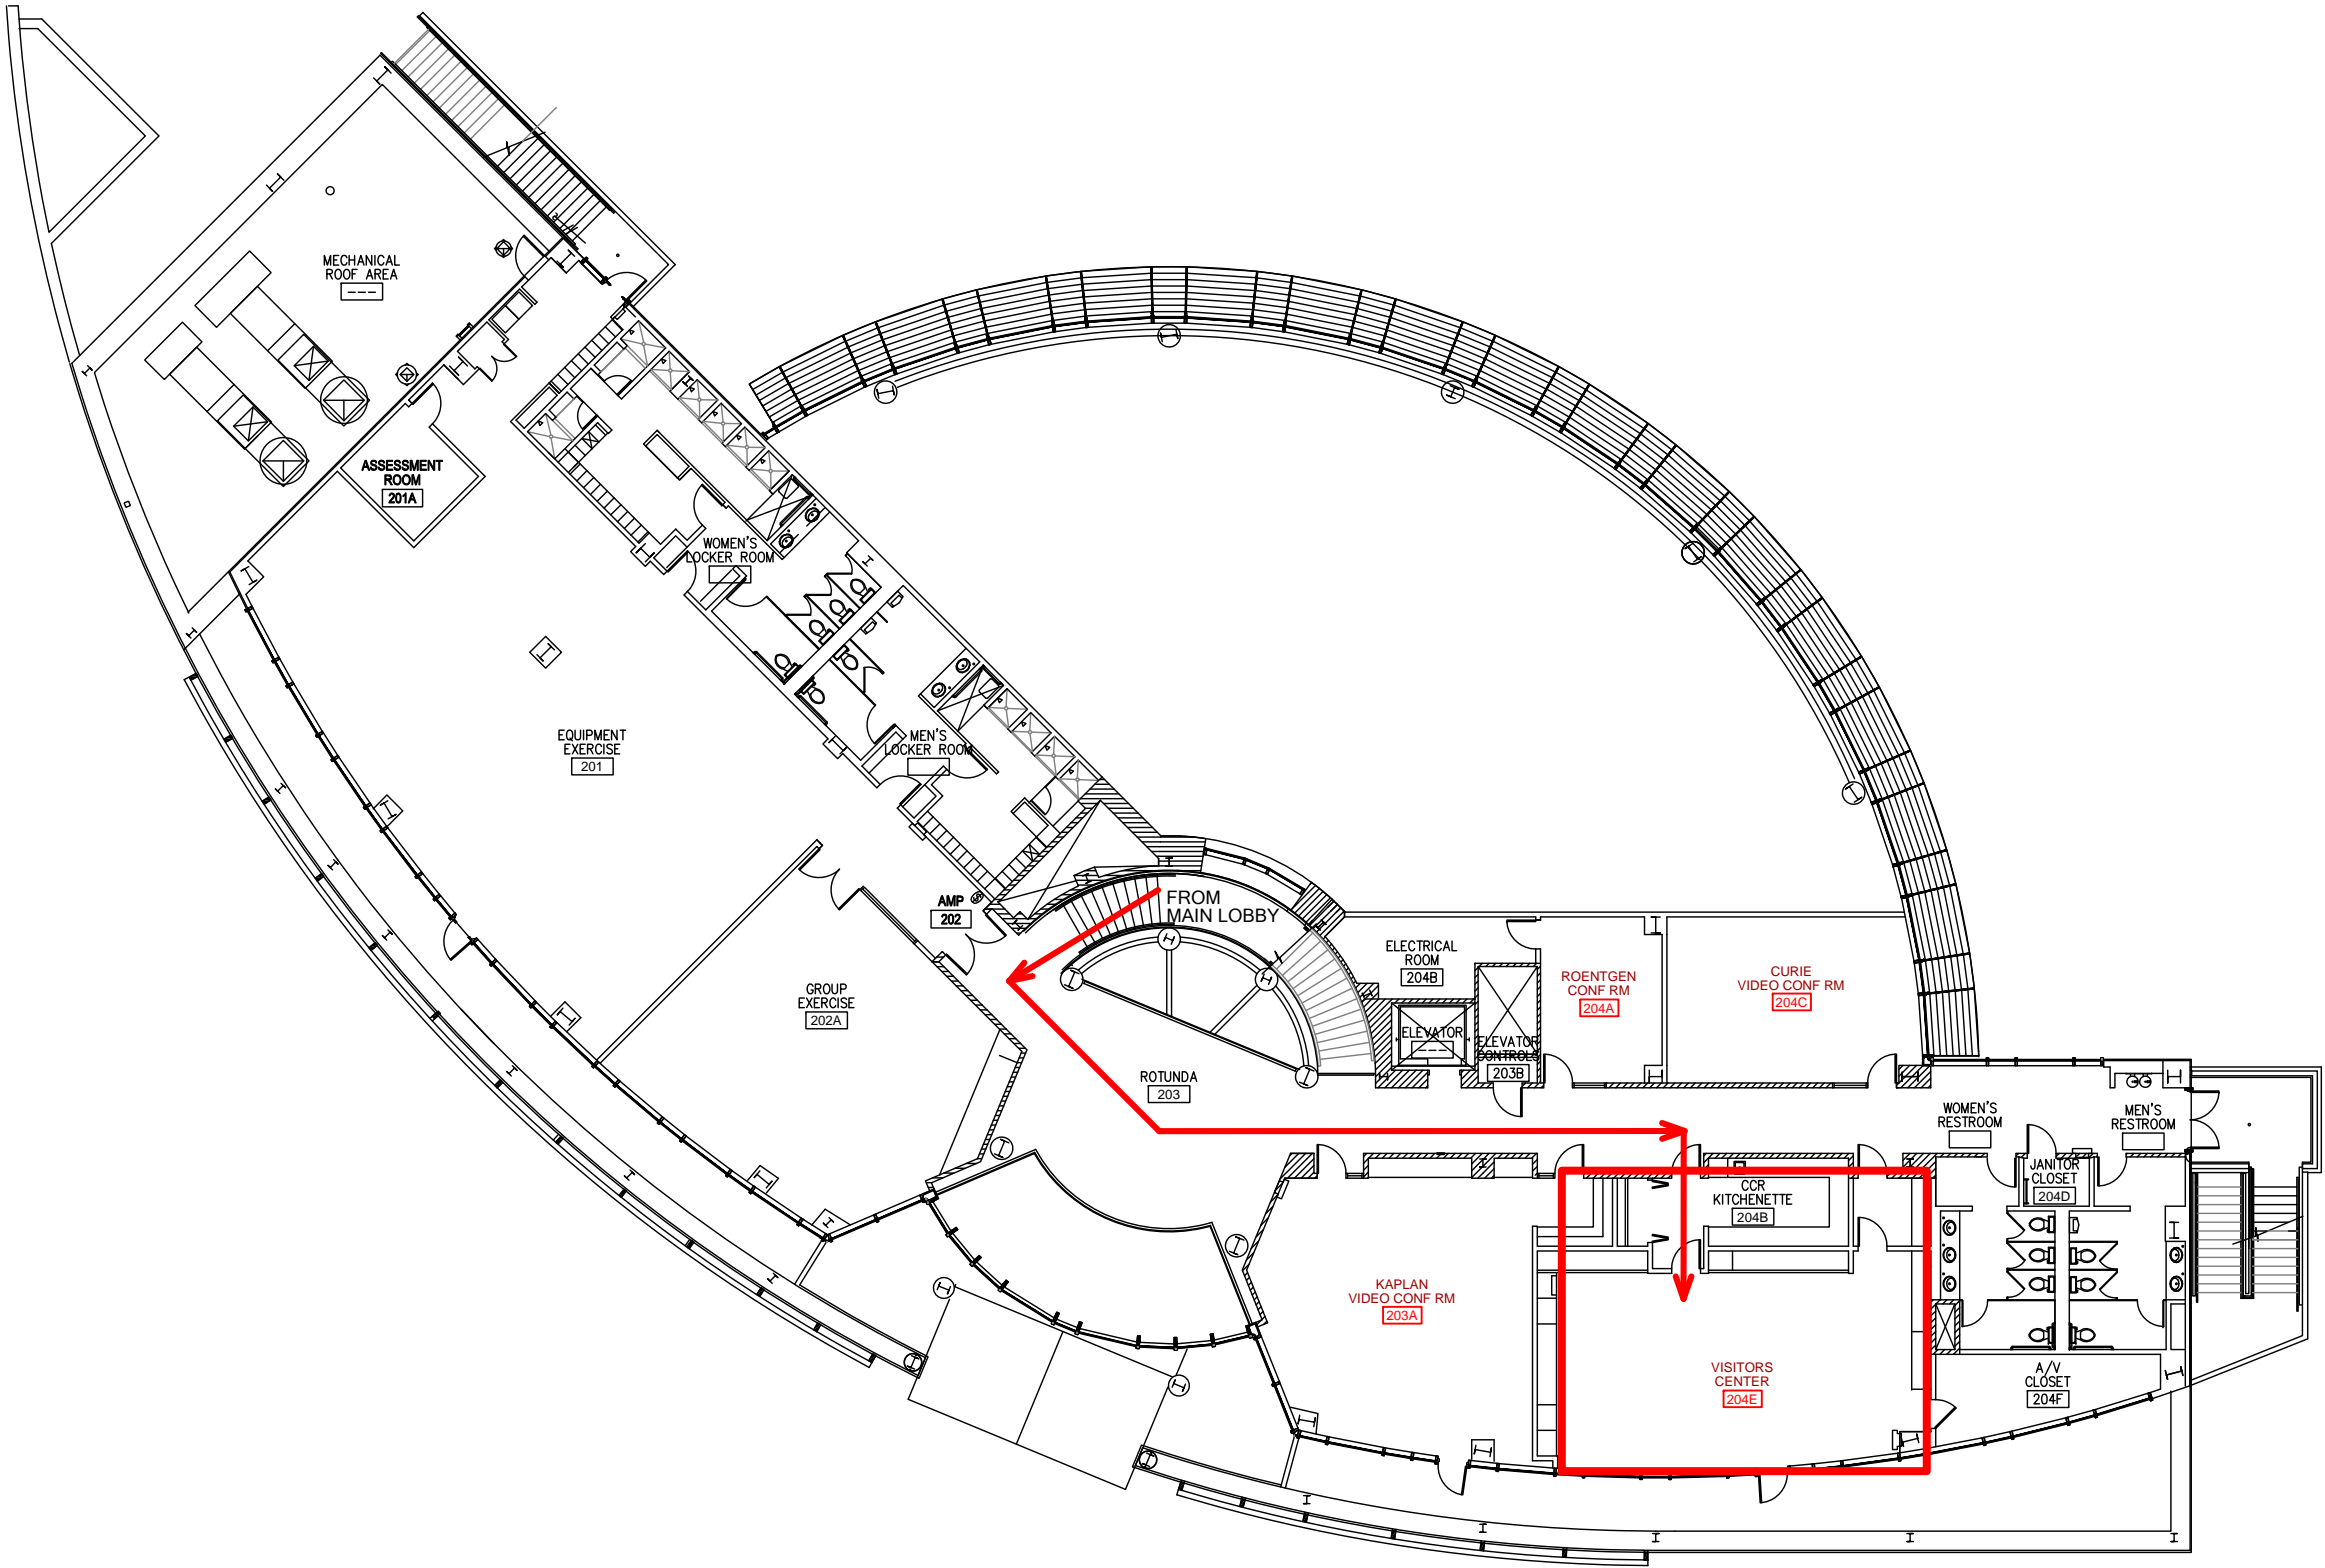 MECHANICAL
ROOF AREA
---
ASSESSMENT
ROOM
201A
WOMEN'S
LOCKER ROOM
EQUIPMENT
EXERCISE
201
MEN'S
LOCKER ROOM
AMP
202
FROM
MAIN LOBBY
GROUP
EXERCISE
202A
ELECTRICAL
ROOM
204B
ROENTGEN
CONF RM
204A
CURIE
VIDEO CONF RM
204C
ELEVATOR
---
ELEVATOR
CONTROLS
203B
ROTUNDA
203
WOMEN'S
RESTROOM
MEN'S
RESTROOM
JANITOR
CLOSET
204D
CCR
KITCHENETTE
204B
KAPLAN
VIDEO CONF RM
203A
VISITORS
CENTER
204E
A/V
CLOSET
204F